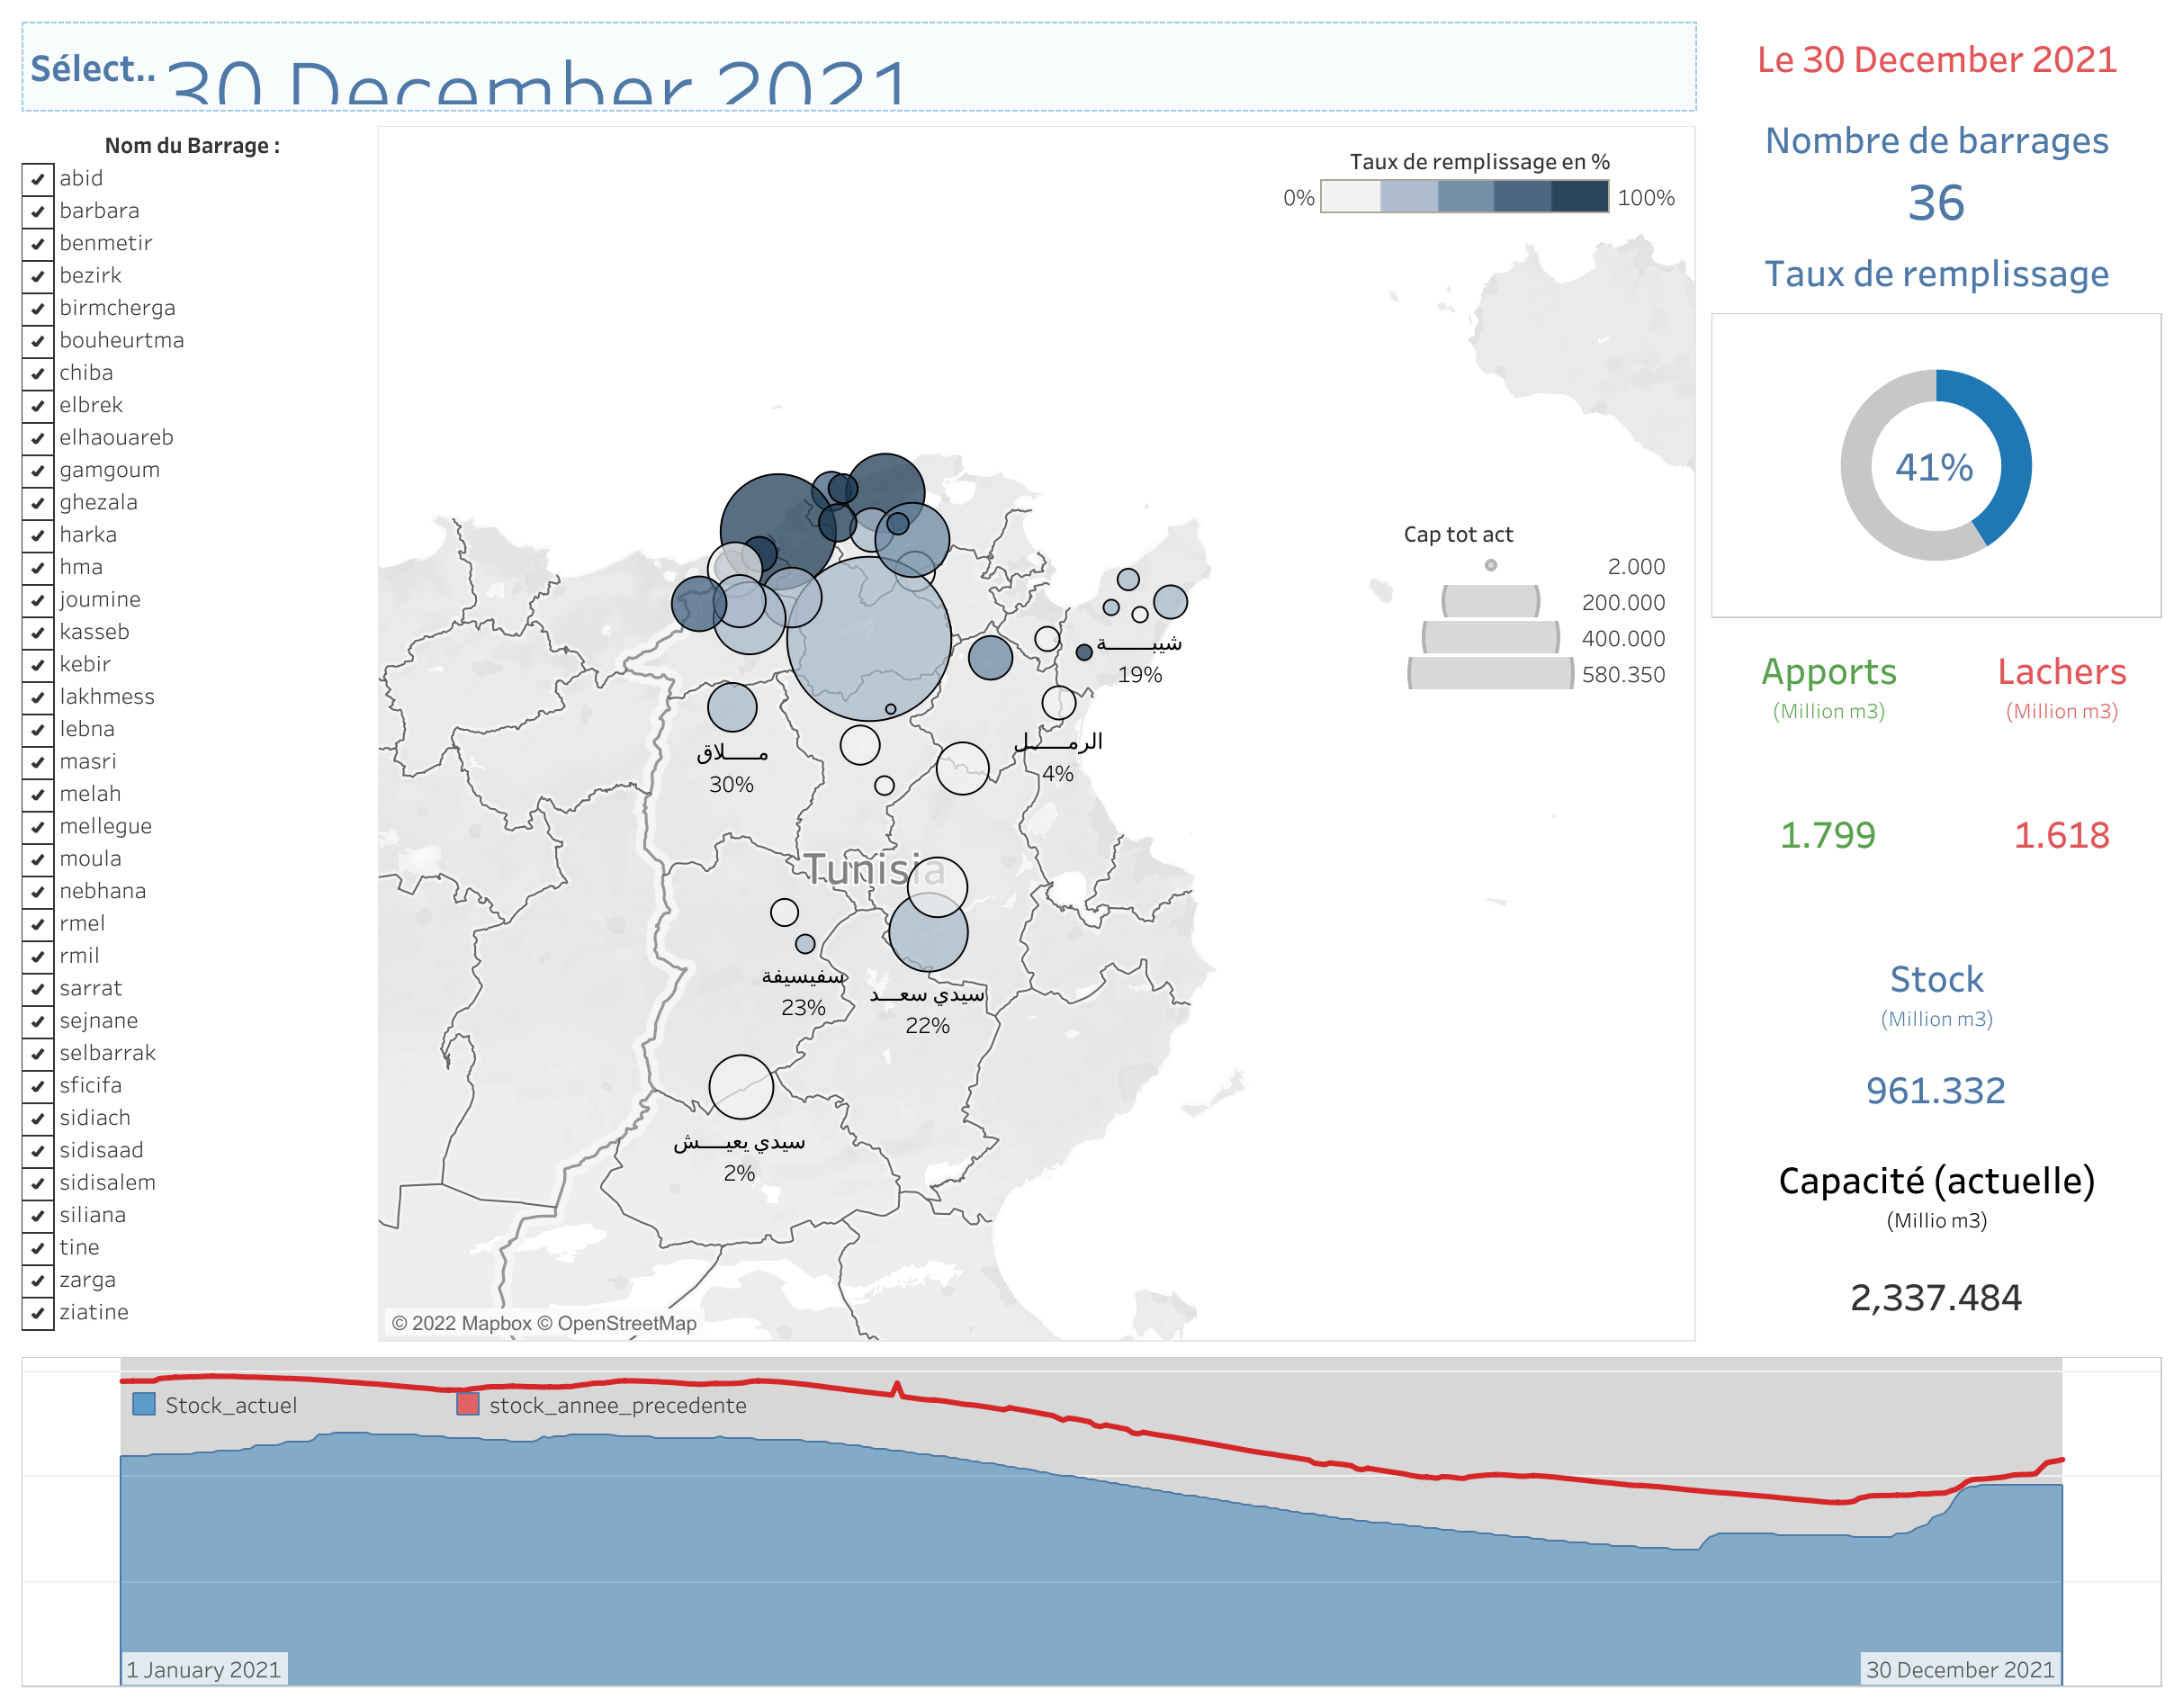 Sélect..
30 December 2021
Le 30 December 2021
Nombre de barrages
36
Taux de remplissage
41%
Nom du Barrage :
abid
barbara
benmetir
bezirk
birmcherga
bouheurtma
chiba
elbrek
elhaouareb
gamgoum
ghezala
harka
hma
joumine
kasseb
kebir
lakhmess
lebna
masri
melah
mellegue
moula
nebhana
rmel
rmil
sarrat
sejnane
selbarrak
sficifa
sidiach
sidisaad
sidisalem
siliana
tine
zarga
ziatine
Taux de remplissage en %
0%
100%
Cap tot act
2.000
200.000
400.000
580.350
شيبـــــــة
19%
مـــــلاق
30%
الرمـــــــل
4%
Tunisia
سفيسيفة
23%
سيدي سعـــد
22%
سيدي يعيــــش
2%
© 2022 Mapbox © OpenStreetMap
Apports
(Million m3)
Lachers
(Million m3)
1.799
1.618
Stock
(Million m3)
961.332
Capacité (actuelle)
(Millio m3)
2,337.484
Stock_actuel
stock_annee_precedente
1 January 2021
30 December 2021